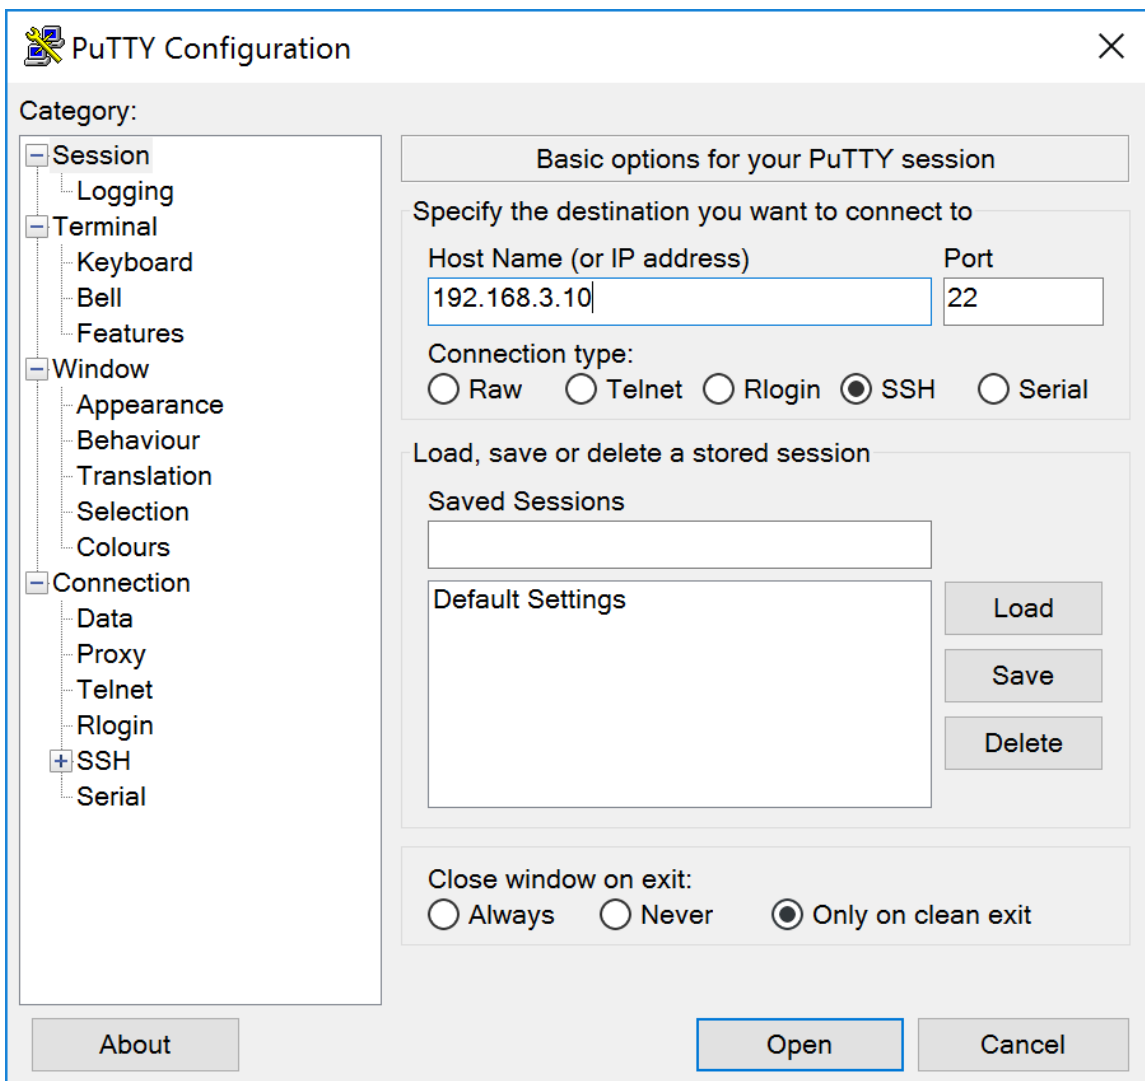 PuTTY Configuration
Category:
Session
Logging
Terminal
Keyboard
Bell
Features
Window
Appearance
Behaviour
Translation
Selection
Colours
Connection
Data
Proxy
Telnet
Rlogin
SSH
Serial
Basic options for your PuTTY session
Specify the destination you want to connect to
Host Name (or IP address) Port
192.168.3.10 22
Connection type:
Raw Telnet Rlogin SSH Serial
Load, save or delete a stored session
Saved Sessions
Default Settings
Load
Save
Delete
Close window on exit:
Always Never Only on clean exit
About Open Cancel